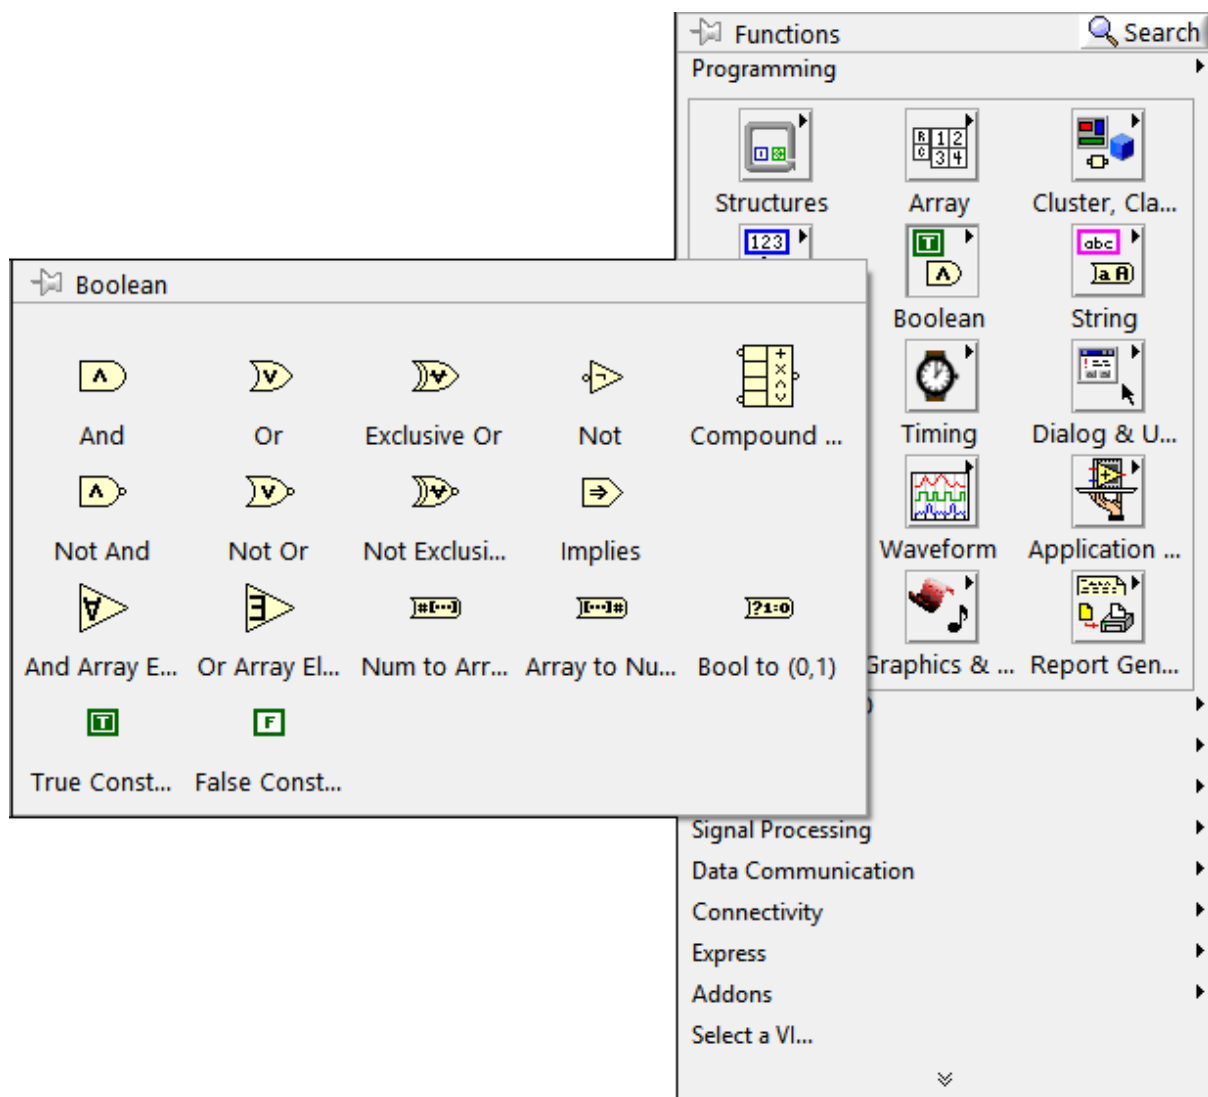 Functions Search
Programming
Structures Array Cluster, Cla...
Boolean String
Timing Dialog & U...
Waveform Application ...
Graphics & ... Report Gen...
Signal Processing
Data Communication
Connectivity
Express
Addons
Select a VI...
Boolean
And Or Exclusive Or Not Compound ...
Not And Not Or Not Exclusi... Implies
And Array E... Or Array El... Num to Arr... Array to Nu... Bool to (0,1)
True Const... False Const...